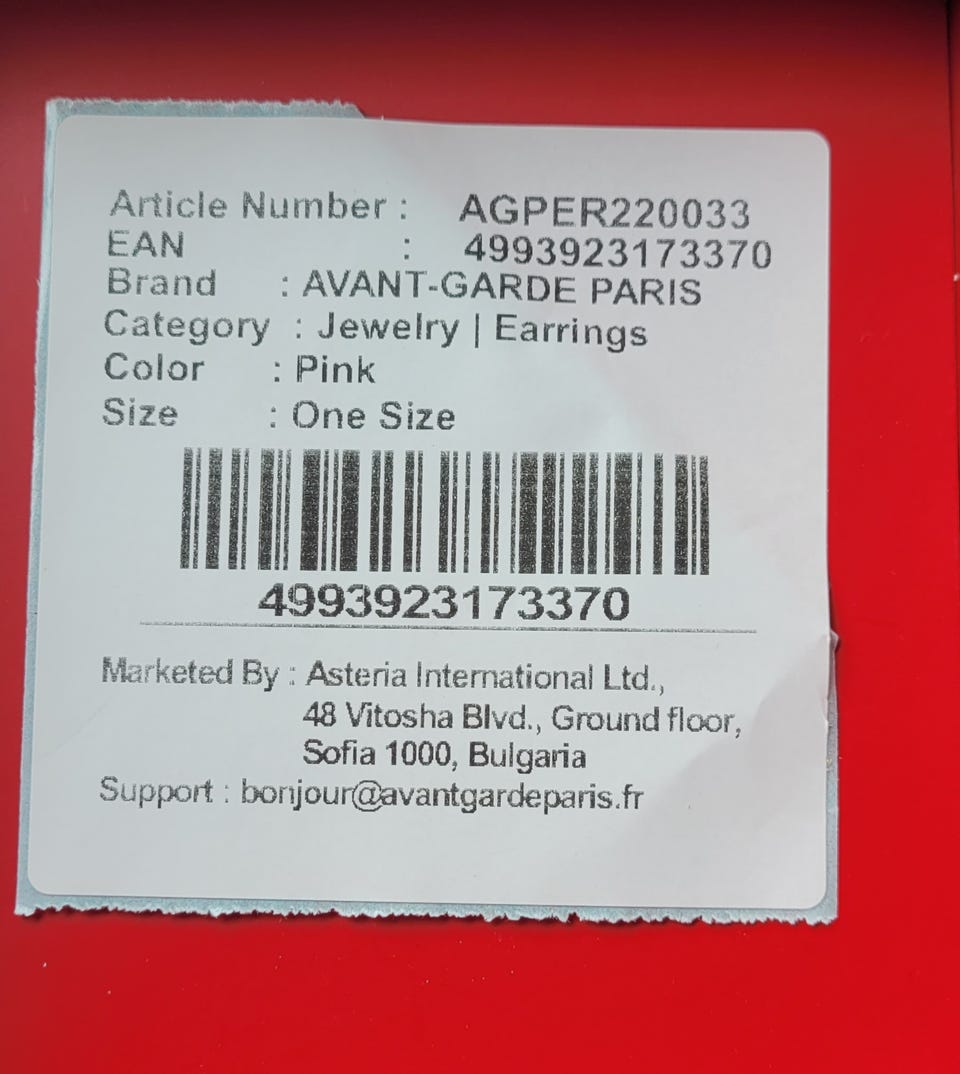 Article Number : AGPER220033
EAN : 4993923173370
Brand : AVANT-GARDE PARIS
Category : Jewelry | Earrings
Color : Pink
Size : One Size
4993923173370
Marketed By : Asteria International Ltd.,
48 Vitosha Blvd., Ground floor,
Sofia 1000, Bulgaria
Support : bonjour@avantgardeparis.fr